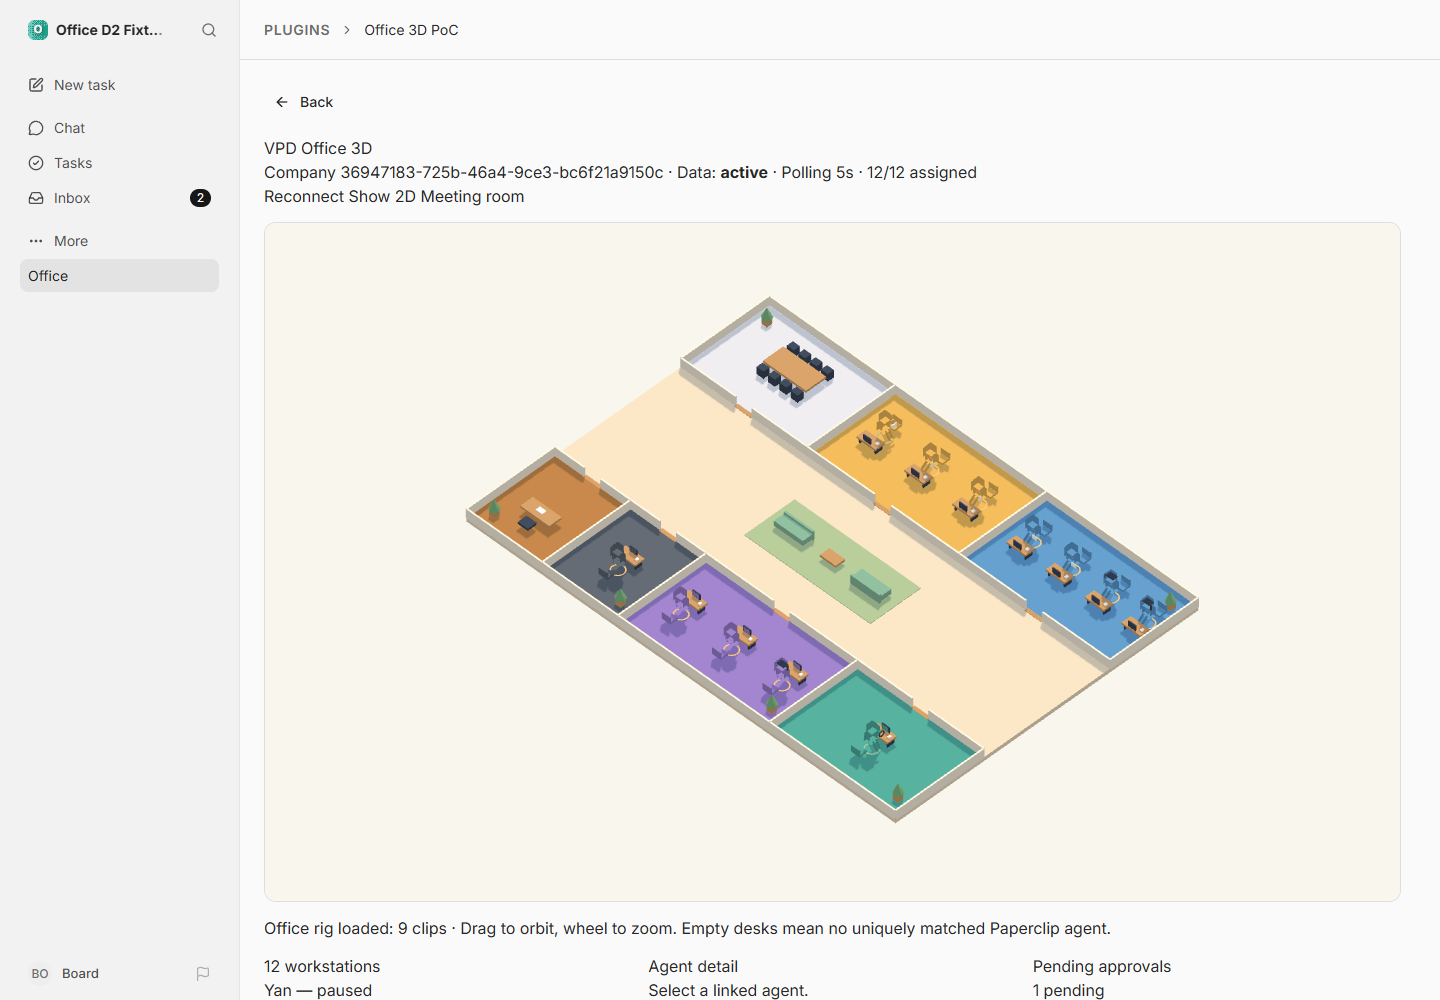 O Office D2 Fixt...
New task
Chat
Tasks
Inbox 2
More
Office
BO Board
PLUGINS > Office 3D PoC
← Back
VPD Office 3D
Company 36947183-725b-46a4-9ce3-bc6f21a9150c · Data: active · Polling 5s · 12/12 assigned
Reconnect Show 2D Meeting room
Office rig loaded: 9 clips · Drag to orbit, wheel to zoom. Empty desks mean no uniquely matched Paperclip agent.
12 workstations
Yan — paused
Agent detail
Select a linked agent.
Pending approvals
1 pending